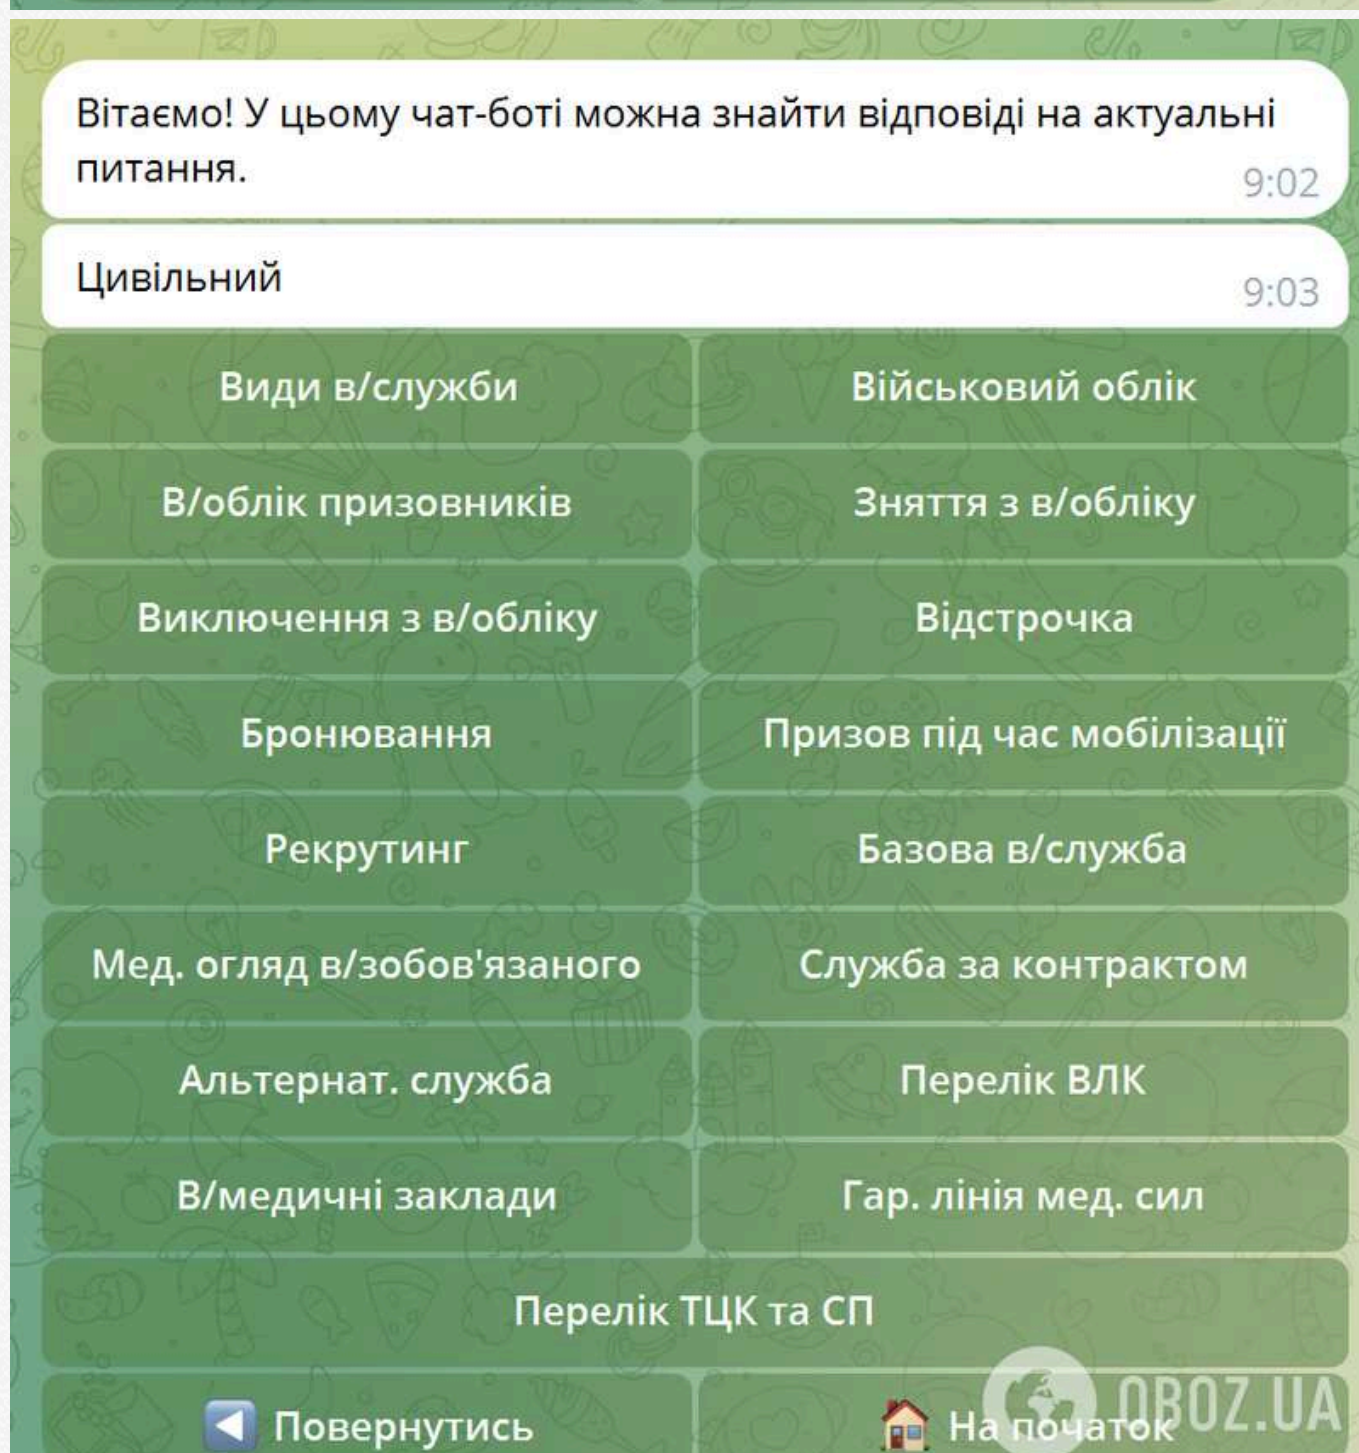 Вітаємо! У цьому чат-боті можна знайти відповіді на актуальні
питання.
9:02
Цивільний
9:03
Види в/служби
Військовий облік
В/облік призовників
Зняття з в/обліку
Виключення з в/обліку
Відстрочка
Бронювання
Призов під час мобілізації
Рекрутинг
Базова в/служба
Мед. огляд в/зобов'язаного
Служба за контрактом
Альтернат. служба
Перелік ВЛК
В/медичні заклади
Гар. лінія мед. сил
Перелік ТЦК та СП
Повернутись
На початок
OBOZ.UA